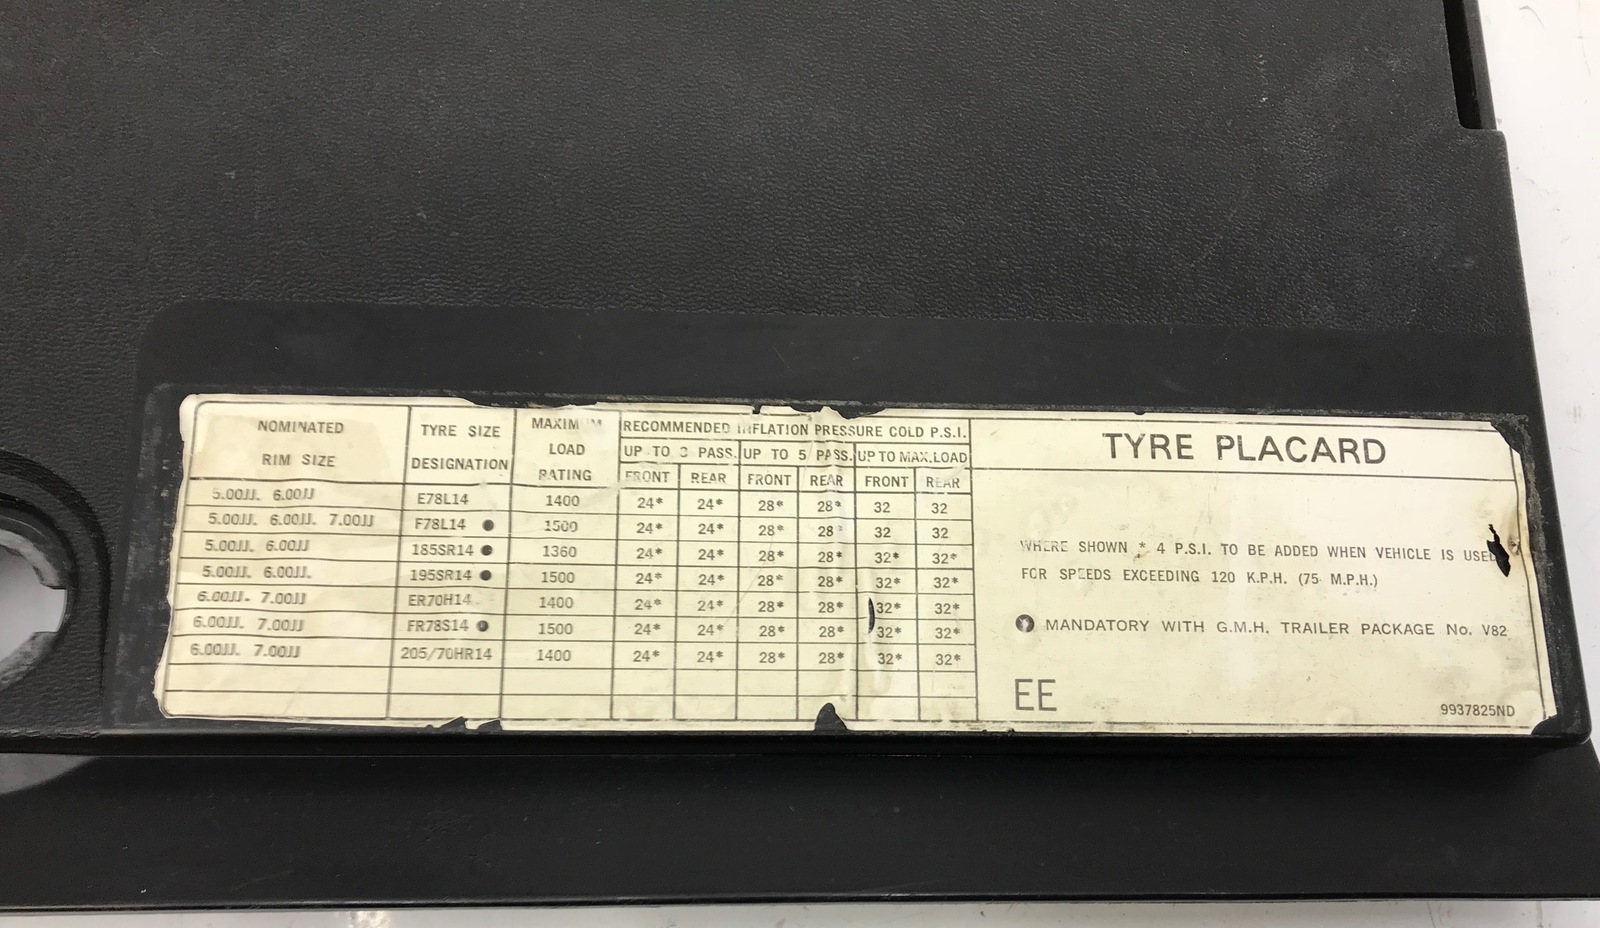 NOMINATED RIM SIZE TYRE SIZE DESIGNATION LOAD RATING RECOMMENDED INFLATION PRESSURE COLD P.S.I.
UP TO PASS. UP TO 5 PASS. UP TO MAX.LOAD
FRONT REAR FRONT REAR FRONT REAR
5.00JJ. 6.00JJ E78L14 1400 24* 24* 28* 28* 32 32
5.00JJ. 6.00JJ. 7.00JJ F78L14 ● 1500 24* 24* 28* 28* 32 32
5.00JJ. 6.00JJ 185SR14 ● 1360 24* 24* 28* 28* 32* 32*
5.00JJ. 6.00JJ. 195SR14 ● 1500 24* 24* 28* 28* 32* 32*
6.00JJ. 7.00JJ ER70H14 1400 24* 24* 28* 28* 32* 32*
6.00JJ. 7.00JJ FR78S14 ● 1500 24* 24* 28* 28* 32* 32*
6.00JJ. 7.00JJ 205/70HR14 1400 24* 24* 28* 28* 32* 32*
TYRE PLACARD
WHERE SHOWN * 4 P.S.I. TO BE ADDED WHEN VEHICLE IS USED
FOR SPEEDS EXCEEDING 120 K.P.H. (75 M.P.H.)
● MANDATORY WITH G.M.H. TRAILER PACKAGE No. V82
EE
9937825ND